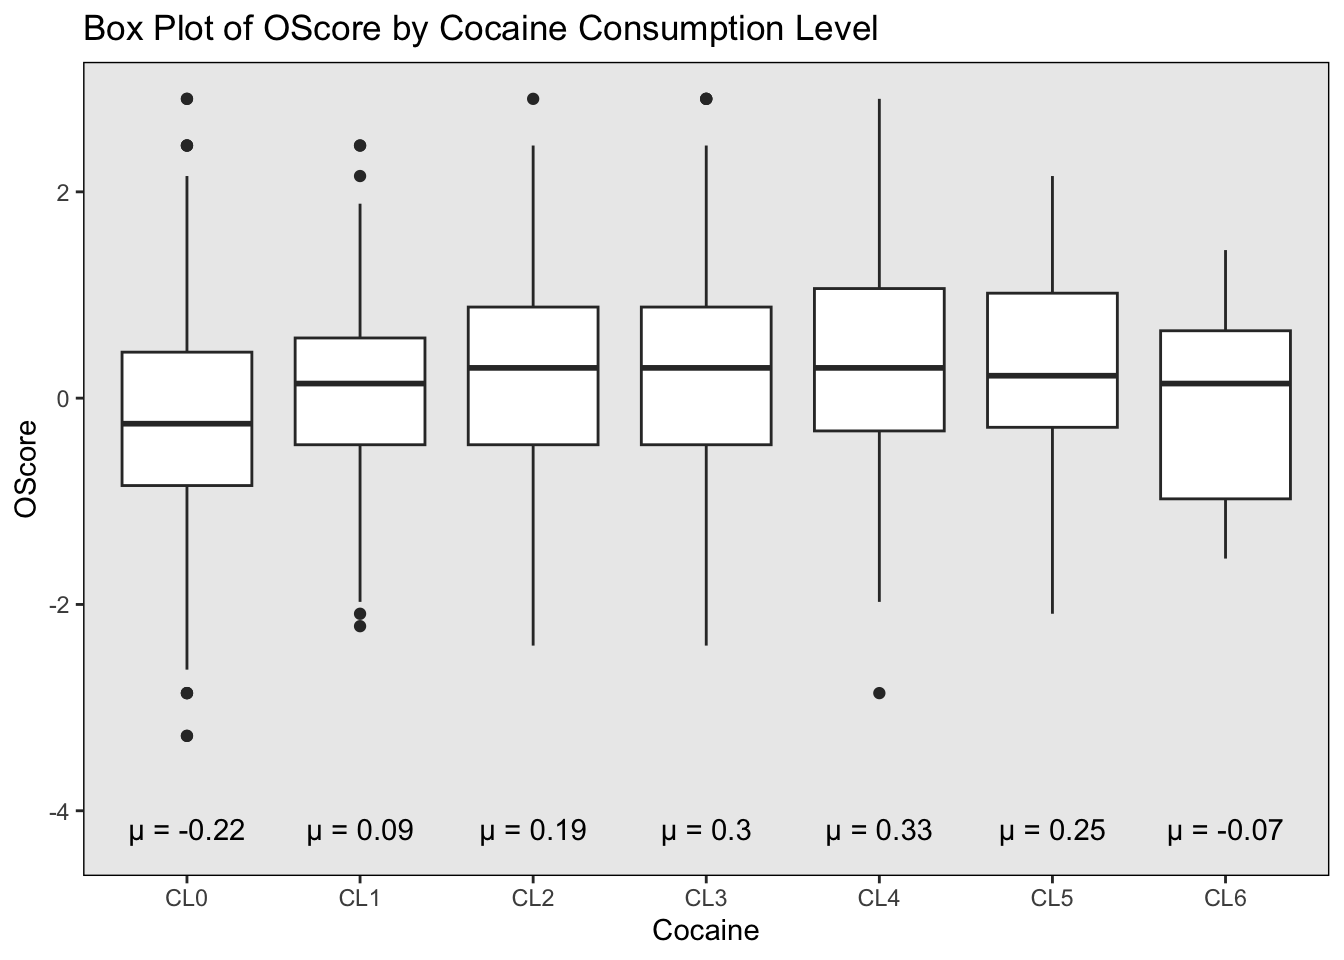 Box Plot of OScore by Cocaine Consumption Level
OScore
2
0
-2
-4
μ = -0.22 μ = 0.09 μ = 0.19 μ = 0.3 μ = 0.33 μ = 0.25 μ = -0.07
CL0 CL1 CL2 CL3 CL4 CL5 CL6
Cocaine